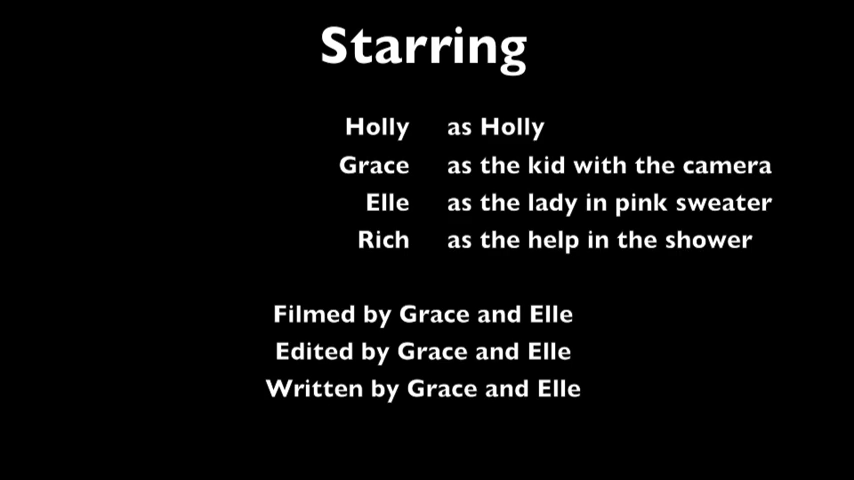 Starring
Holly as Holly
Grace as the kid with the camera
Elle as the lady in pink sweater
Rich as the help in the shower
Filmed by Grace and Elle
Edited by Grace and Elle
Written by Grace and Elle